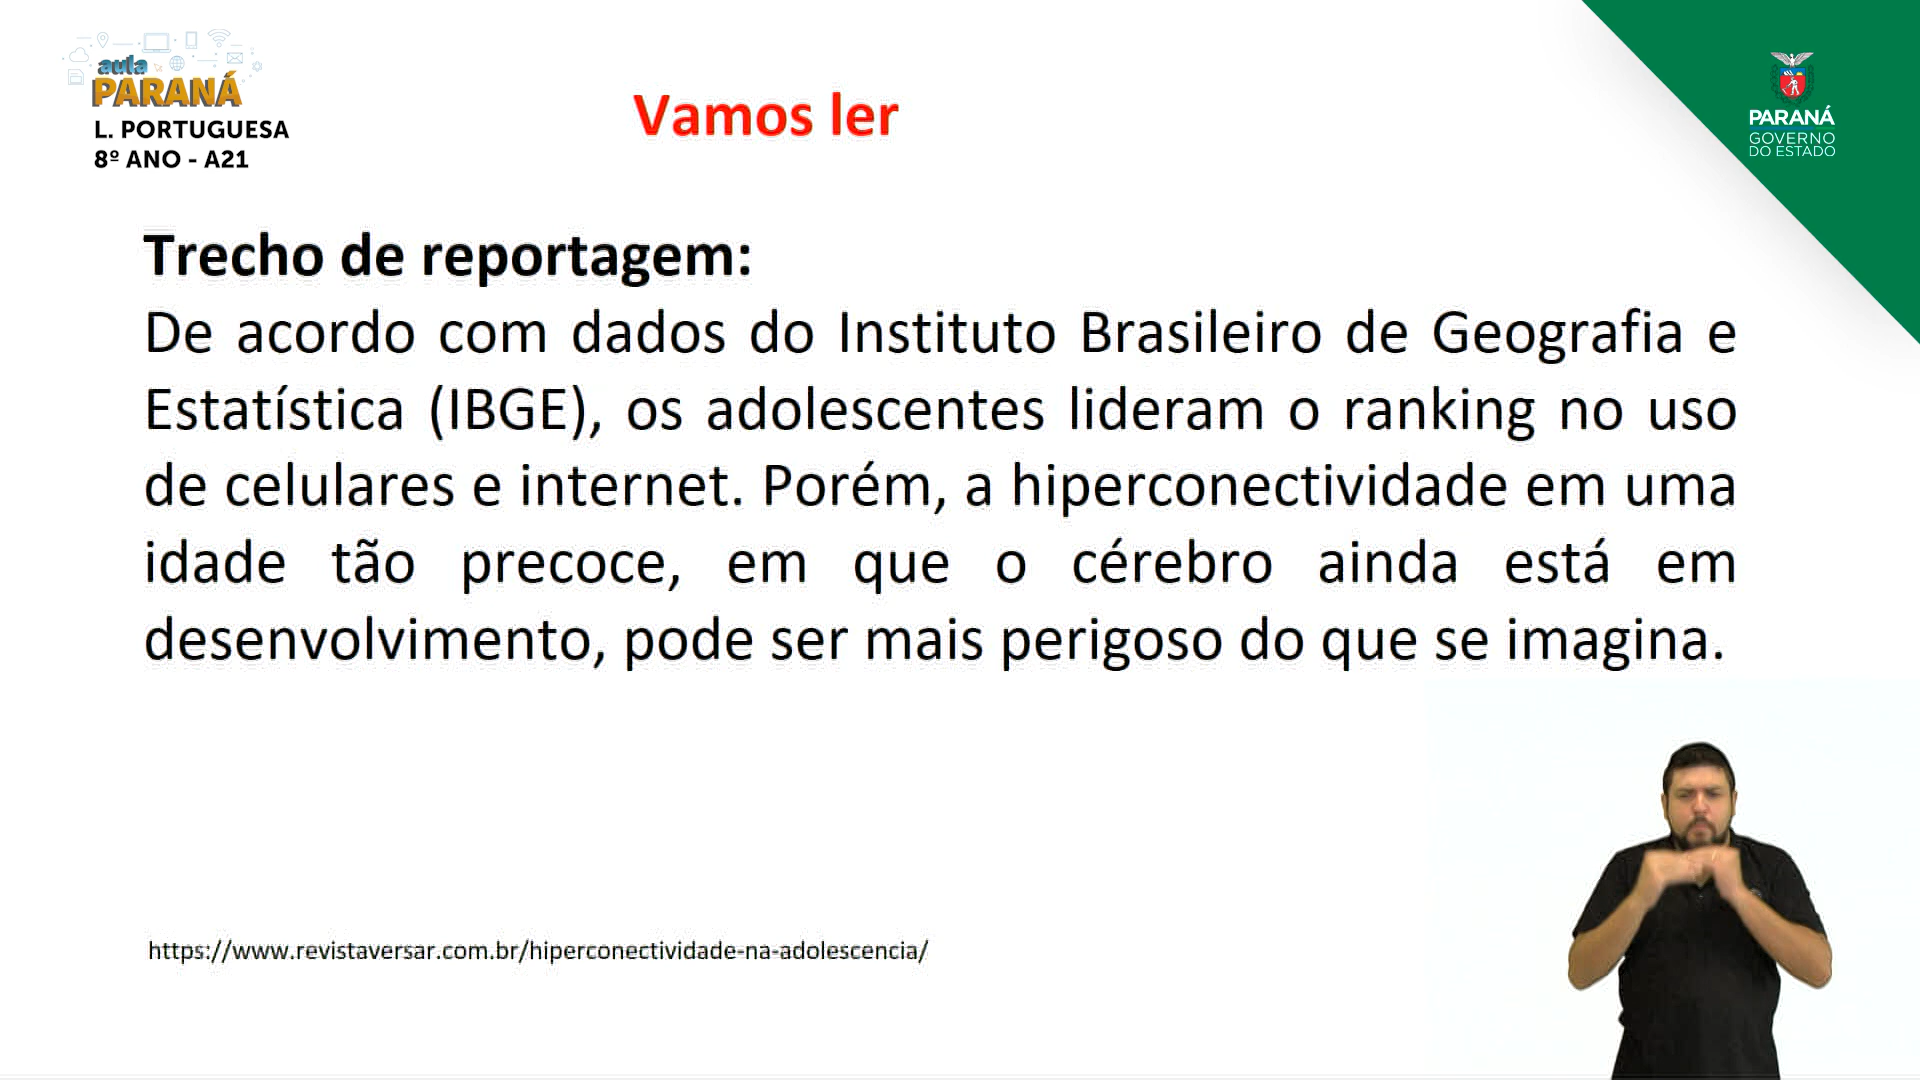 aula
PARANÁ
L. PORTUGUESA
8º ANO - A21
Vamos ler
PARANÁ
GOVERNO
DO ESTADO
Trecho de reportagem:
De acordo com dados do Instituto Brasileiro de Geografia e
Estatística (IBGE), os adolescentes lideram o ranking no uso
de celulares e internet. Porém, a hiperconectividade em uma
idade tão precoce, em que o cérebro ainda está em
desenvolvimento, pode ser mais perigoso do que se imagina.
https://www.revistaversar.com.br/hiperconectividade-na-adolescencia/